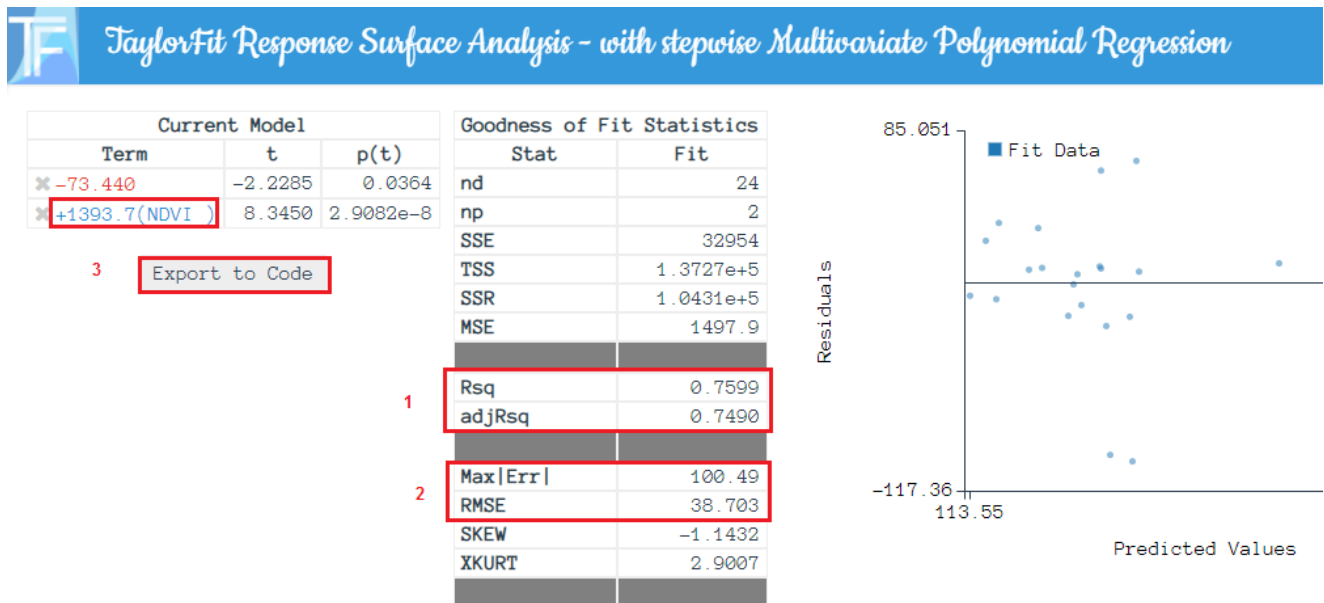 TF TaylorFit Response Surface Analysis - with stepwise Multivariate Polynomial Regression
Current Model
Term t p(t)
✖ -73.440 -2.2285 0.0364
✖ +1393.7(NDVI ) 8.3450 2.9082e-8
3 Export to Code
Goodness of Fit Statistics
Stat Fit
nd 24
np 2
SSE 32954
TSS 1.3727e+5
SSR 1.0431e+5
MSE 1497.9
1
Rsq 0.7599
adjRsq 0.7490
2
Max|Err| 100.49
RMSE 38.703
SKEW -1.1432
XKURT 2.9007
85.051
Fit Data
Residuals
-117.36
113.55
Predicted Values